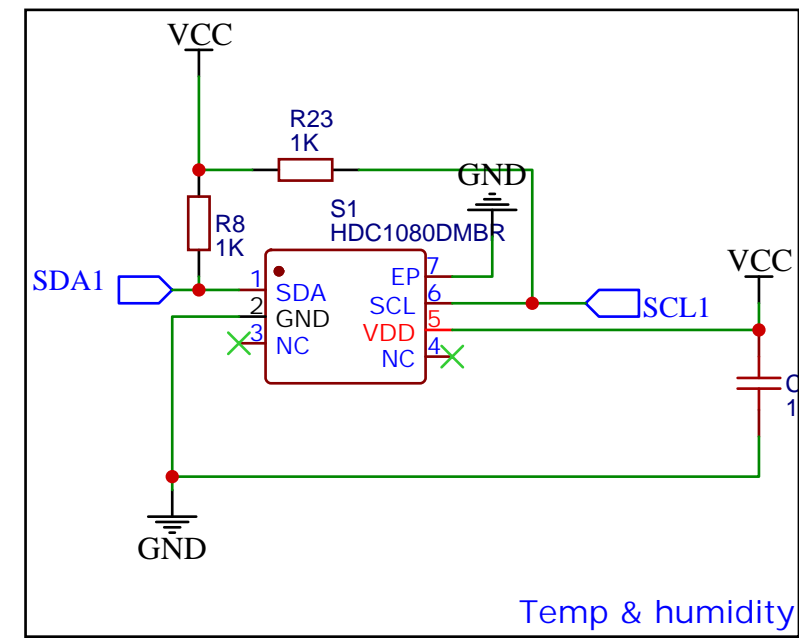 VCC
R23
1K
GND
S1
HDC1080DMBR
R8
1K
SDA1
1
SDA
2
GND
3
NC
7
EP
6
SCL
5
VDD
4
NC
SCL1
VCC
C
1
GND
Temp & humidity